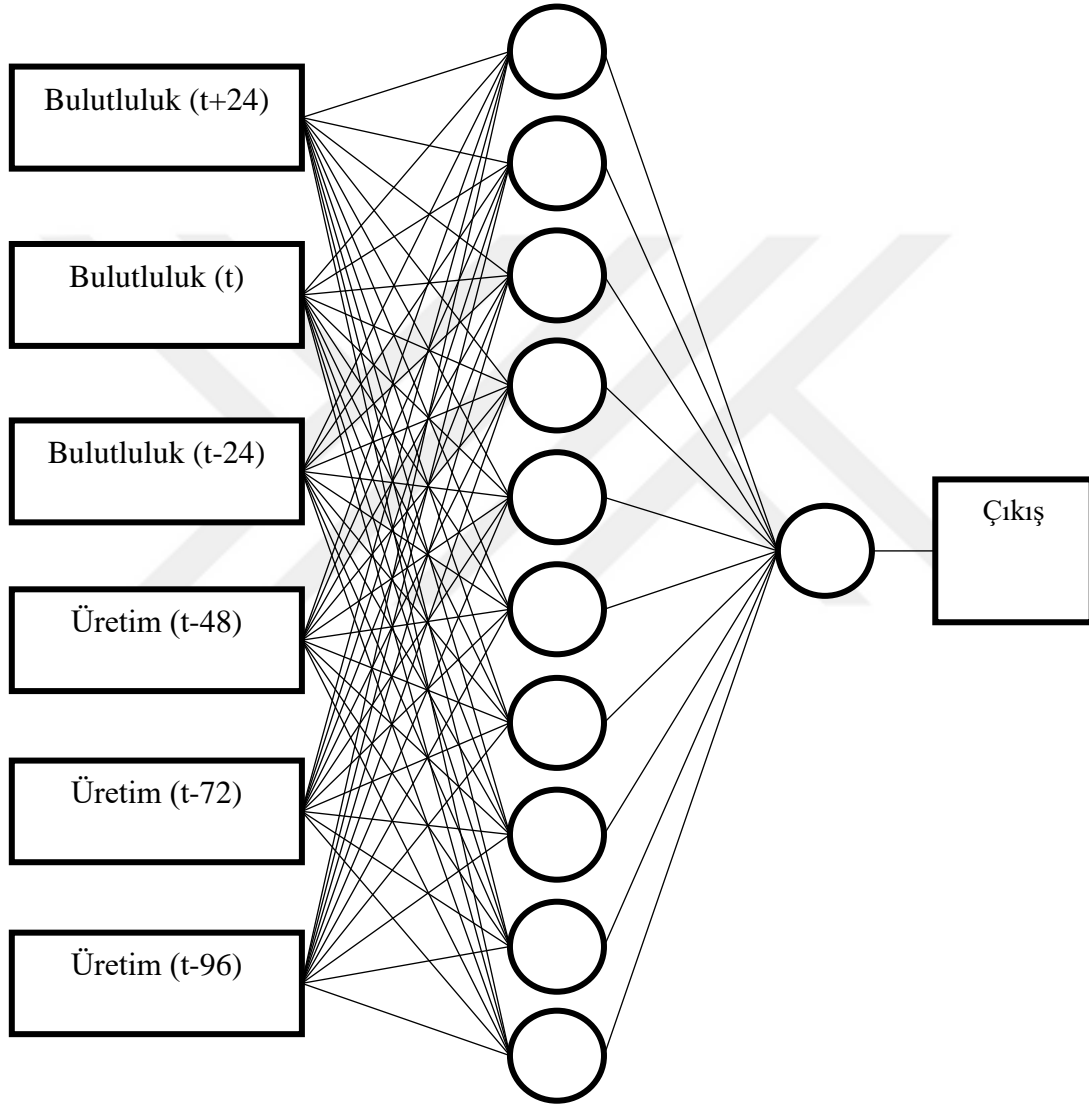 Bulutluluk (t+24)
Bulutluluk (t)
Bulutluluk (t-24)
Üretim (t-48)
Üretim (t-72)
Üretim (t-96)
Çıkış